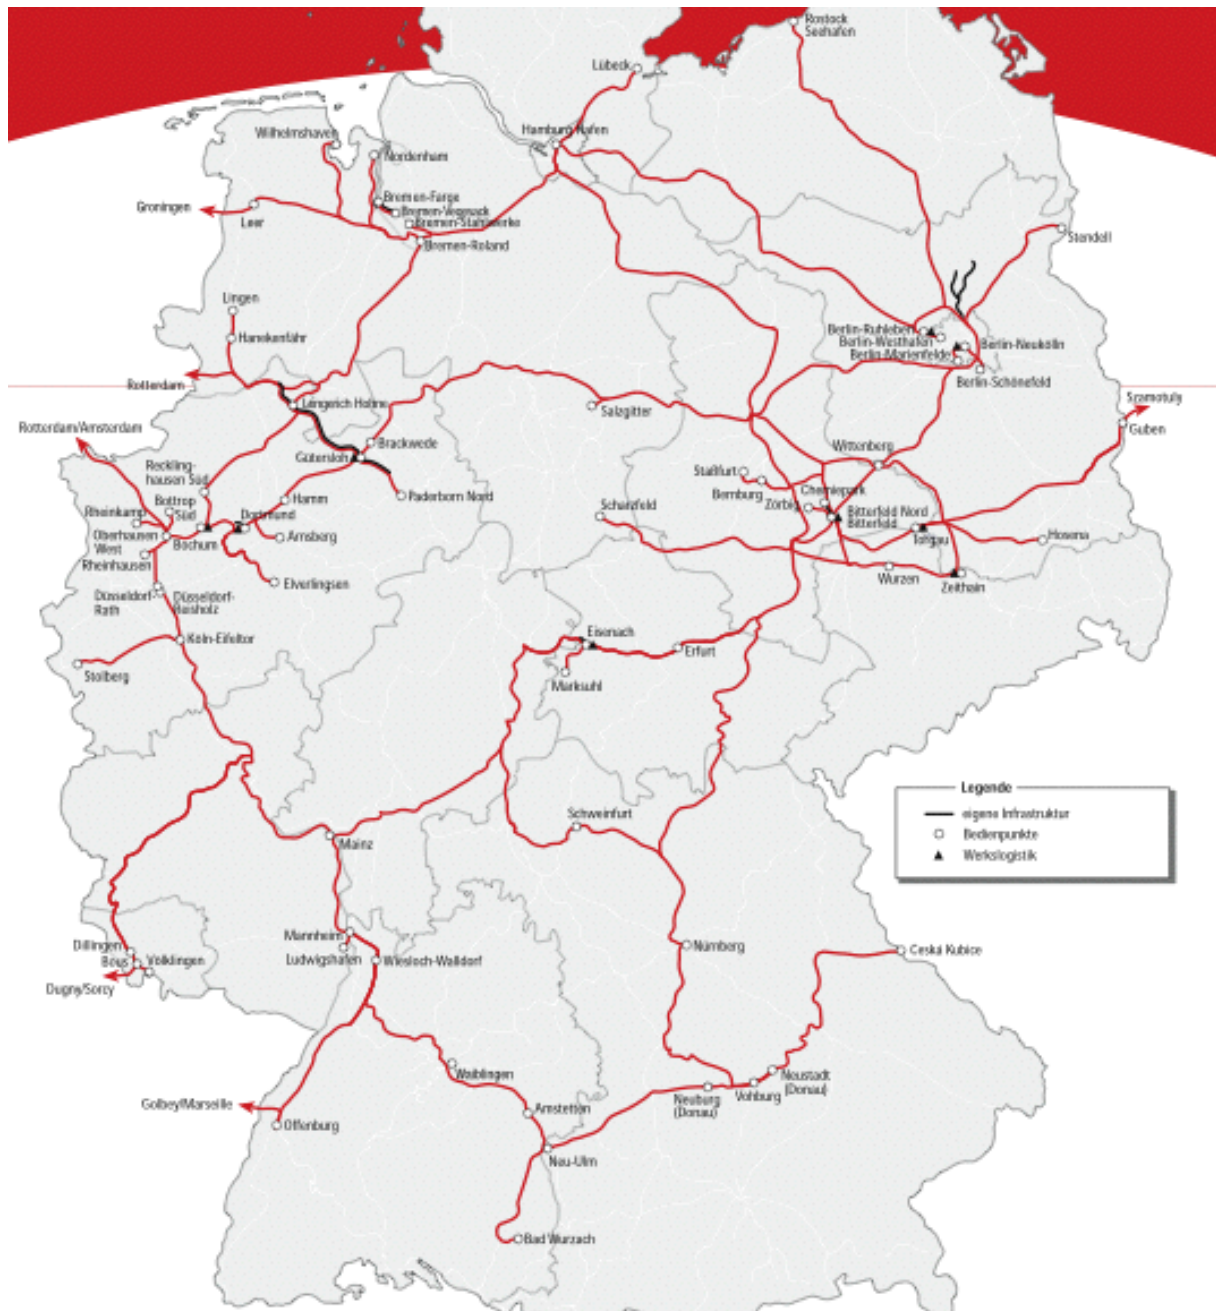 Rostock
Seehafen
Lübeck
Hamburg Hafen
Wilhelmshaven
Nordenham
Bremen-Farge
Bremen-Vegesack
Bremen-Stahlwerke
Bremen-Roland
Groningen
Leer
Stendell
Lingen
Hanekenfähr
Rotterdam
Lengerich Hohne
Berlin-Ruhleben
Berlin-Westhafen
Berlin-Neukölln
Berlin-Marienfelde
Berlin-Schönefeld
Szamotuly
Guben
Salzgitter
Rotterdam/Amsterdam
Brackwede
Gütersloh
Wittenberg
Reckling-
hausen Süd
Paderborn Nord
Staßfurt
Bernburg
Chemiepark
Zörbig
Bitterfeld Nord
Bitterfeld
Bottrop
Süd
Hamm
Rheinkamp
Dortmund
Scharzfeld
Oberhausen
West
Bochum
Arnsberg
Torgau
Hosena
Rheinhausen
Elverlingsen
Wurzen
Zeithain
Düsseldorf-
Rath
Düsseldorf-
Reisholz
Köln-Eifeltor
Eisenach
Erfurt
Stolberg
Marksuhl
Legende
eigene Infrastruktur
Bedienpunkte
Werkslogistik
Schweinfurt
Mainz
Mannheim
Ludwigshafen
Wiesloch-Walldorf
Dillingen
Bous
Völklingen
Dugny/Sorcy
Nürnberg
Ceská Kubice
Waiblingen
Neustadt
(Donau)
Vohburg
Neuburg
(Donau)
Golbey/Marseille
Offenburg
Amstetten
Neu-Ulm
Bad Wurzach